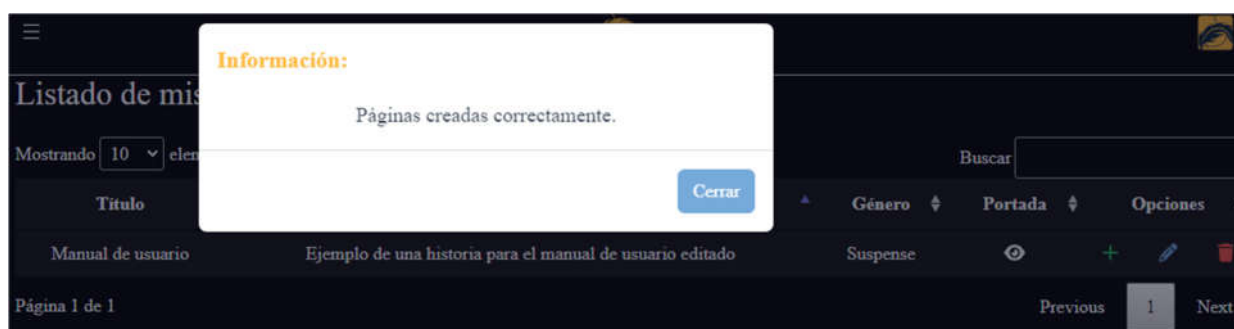 Información:
Listado de mis
Páginas creadas correctamente.
Mostrando 10 elen
Buscar
Cerrar
Título Género Portada Opciones
Manual de usuario Ejemplo de una historia para el manual de usuario editado Suspense
Página 1 de 1 Previous 1 Next